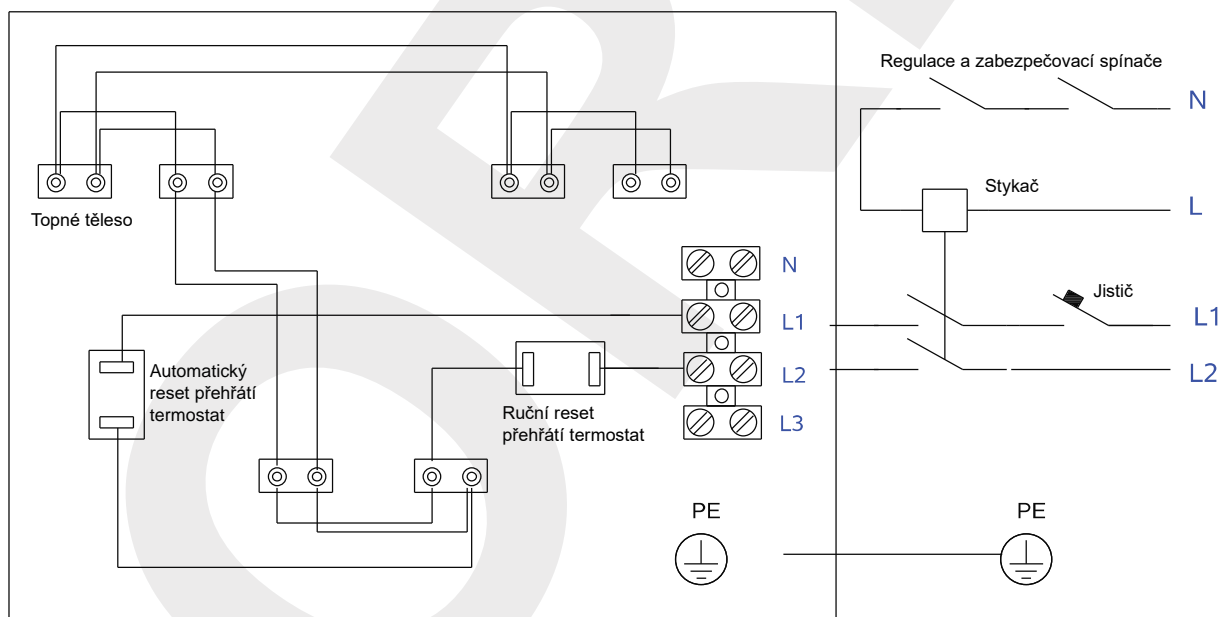 Regulace a zabezpečovací spínače
N
Stykač
L
Topné těleso
N
Jistič
L1
L1
Automatický
reset přehřátí
termostat
L2
L2
Ruční reset
přehřátí termostat
L3
PE
PE